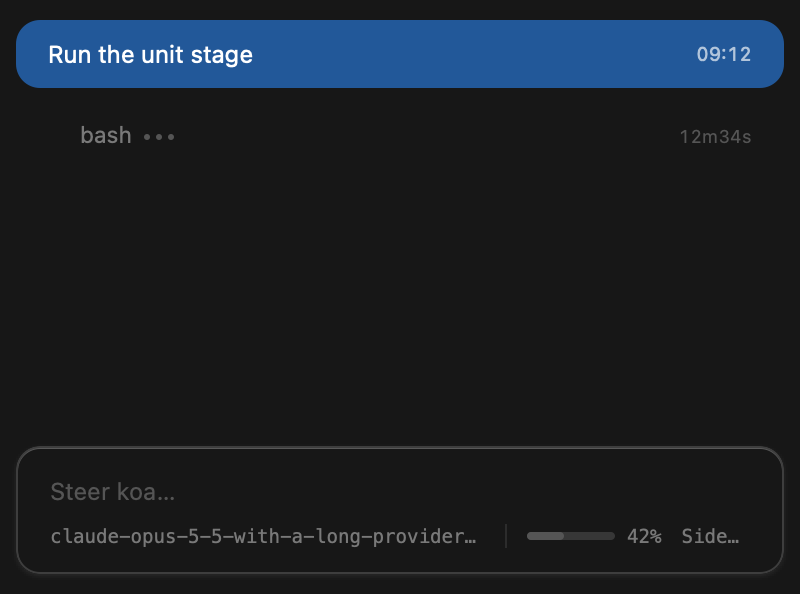 Run the unit stage 09:12
bash ••• 12m34s
Steer koa...
claude-opus-5-5-with-a-long-provider… 42% Side…